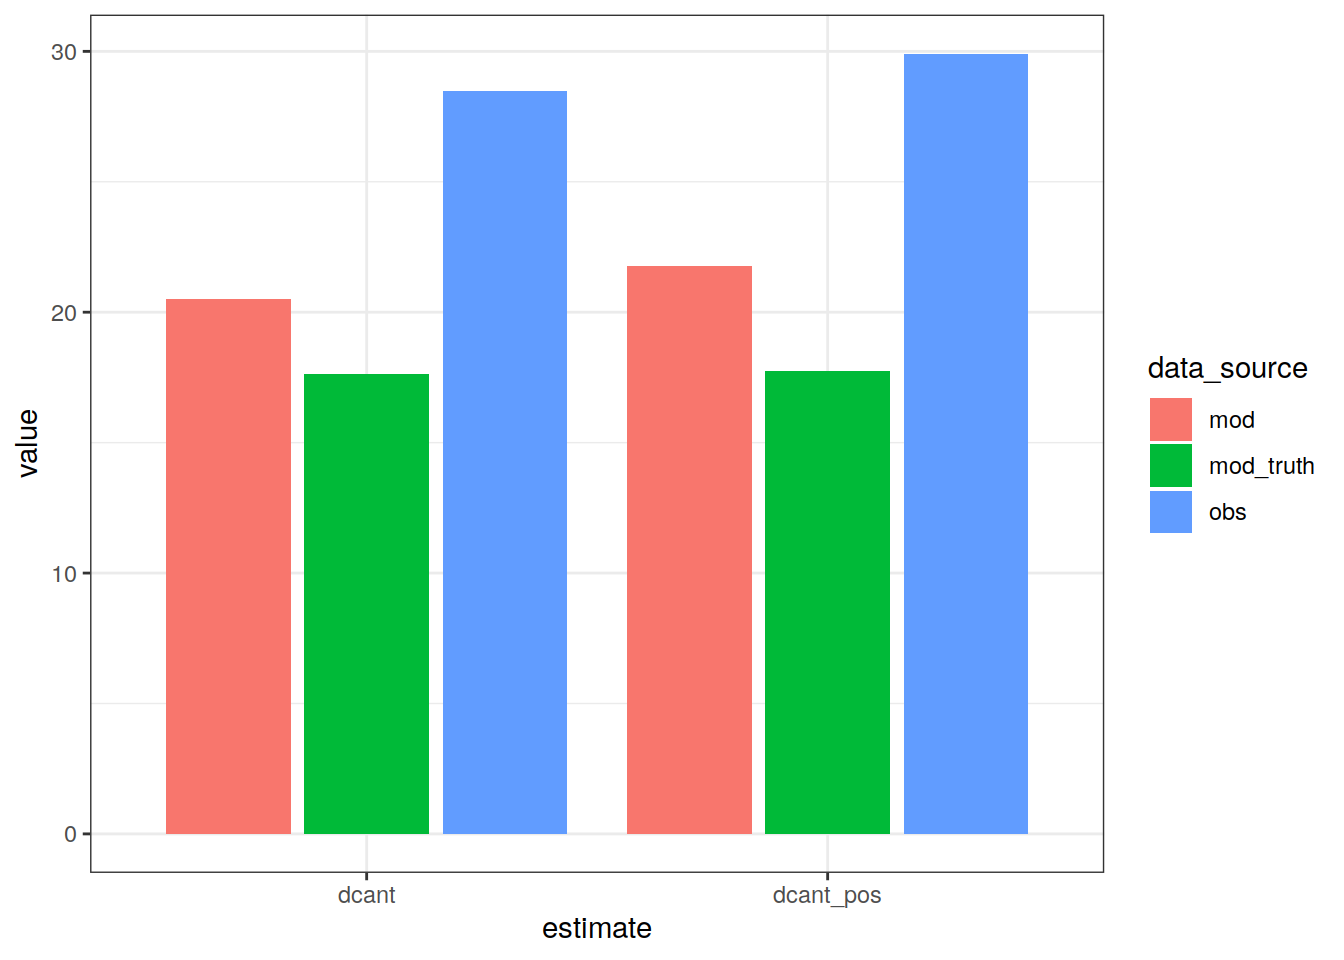 value
30
20
10
0
dcant
dcant_pos
estimate
data_source
mod
mod_truth
obs